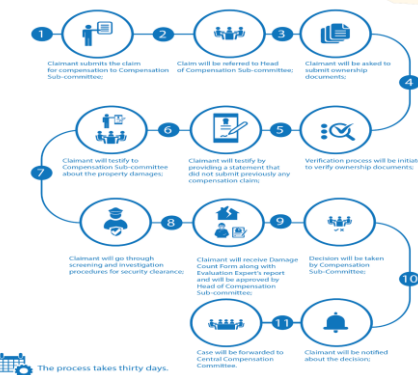 1
2
3
Claimant submits the claim
for compensation to Compensation
Sub-committee;
Claim will be referred to Head
of Compensation Sub-committee;
Claimant will be asked to
submit ownership
documents;
4
5
6
Verification process will be initiat
to verify ownership documents;
Claimant will testify by
providing a statement that
did not submit previously any
compensation claim;
Claimant will testify to
Compensation Sub-committee
about the property damages;
7
8
9
Claimant will go through
screening and investigation
procedures for security clearance;
Claimant will receive Damage
Count Form along with
Evaluation Expert's report
and will be approved by
Head of Compensation
Sub-committee;
Decision will be taken
by Compensation
Sub-Committee;
10
11
Claimant will be notified
about the decision;
Case will be forwarded to
Central Compensation
Committee.
The process takes thirty days.